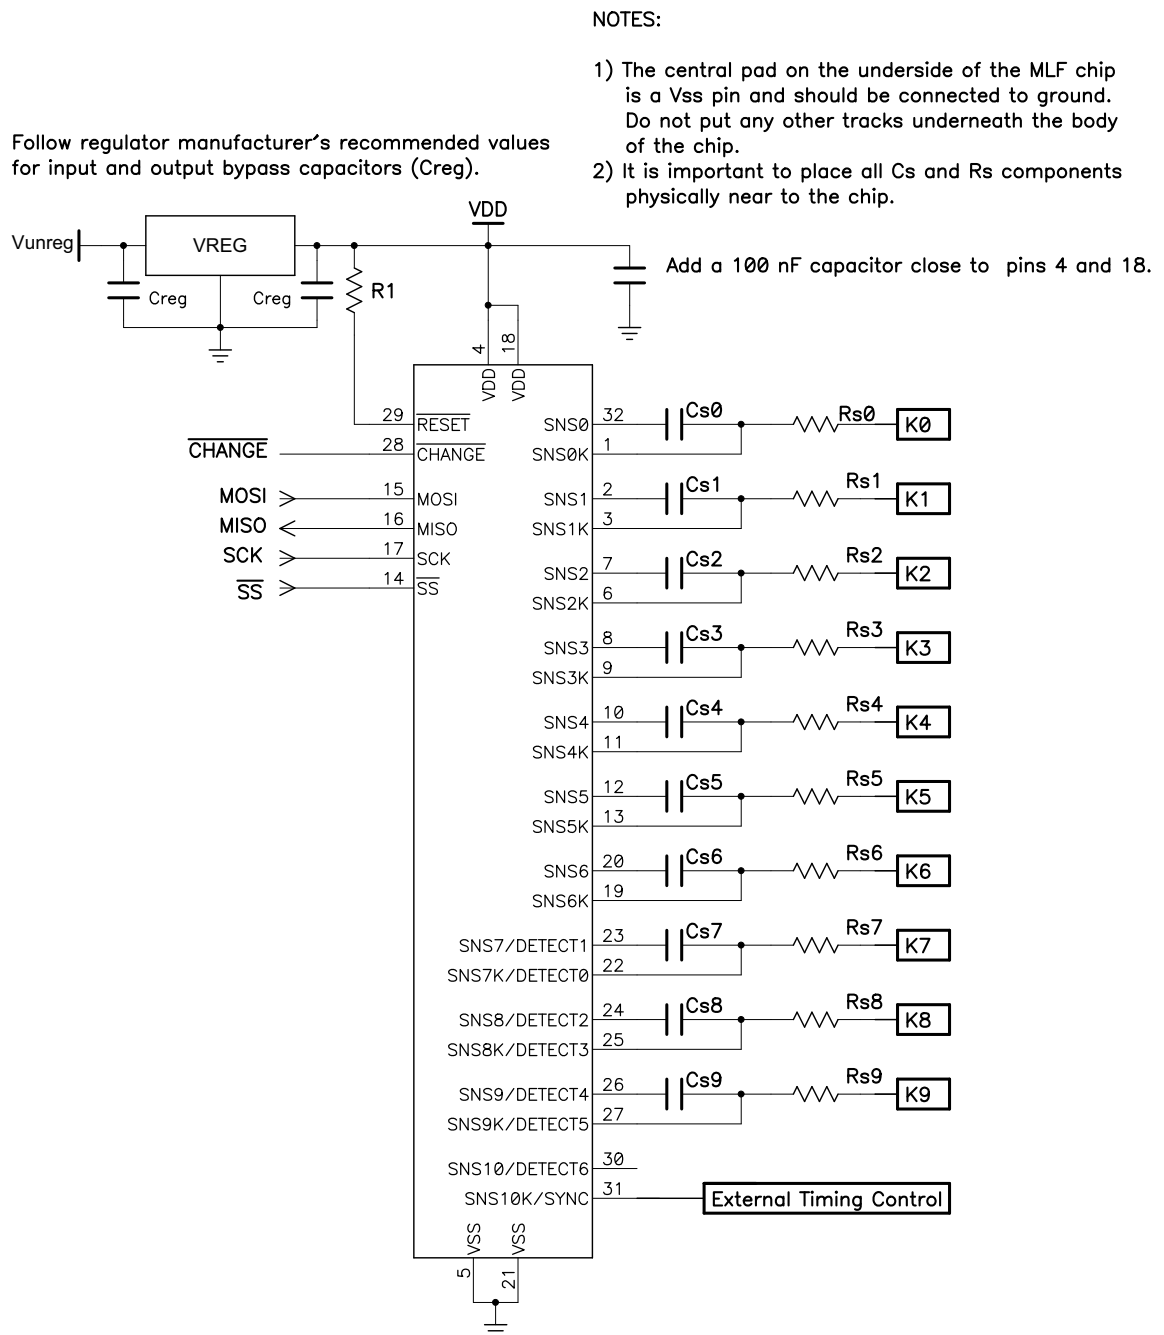 NOTES:
1) The central pad on the underside of the MLF chip
is a Vss pin and should be connected to ground.
Do not put any other tracks underneath the body
of the chip.
2) It is important to place all Cs and Rs components
physically near to the chip.
Follow regulator manufacturer's recommended values
for input and output bypass capacitors (Creg).
VDD
Vunreg
VREG
Add a 100 nF capacitor close to pins 4 and 18.
Creg
Creg
R1
4
18
VDD
VDD
29
RESET
SNS0
32
Cs0
Rs0
K0
CHANGE
28
CHANGE
SNS0K
1
MOSI
15
MOSI
SNS1
2
Cs1
Rs1
K1
MISO
16
MISO
SNS1K
3
SCK
17
SCK
SNS2
7
Cs2
Rs2
K2
SS
14
SS
SNS2K
6
SNS3
8
Cs3
Rs3
K3
SNS3K
9
SNS4
10
Cs4
Rs4
K4
SNS4K
11
SNS5
12
Cs5
Rs5
K5
SNS5K
13
SNS6
20
Cs6
Rs6
K6
SNS6K
19
SNS7/DETECT1
23
Cs7
Rs7
K7
SNS7K/DETECT0
22
SNS8/DETECT2
24
Cs8
Rs8
K8
SNS8K/DETECT3
25
SNS9/DETECT4
26
Cs9
Rs9
K9
SNS9K/DETECT5
27
SNS10/DETECT6
30
SNS10K/SYNC
31
External Timing Control
VSS
VSS
5
21